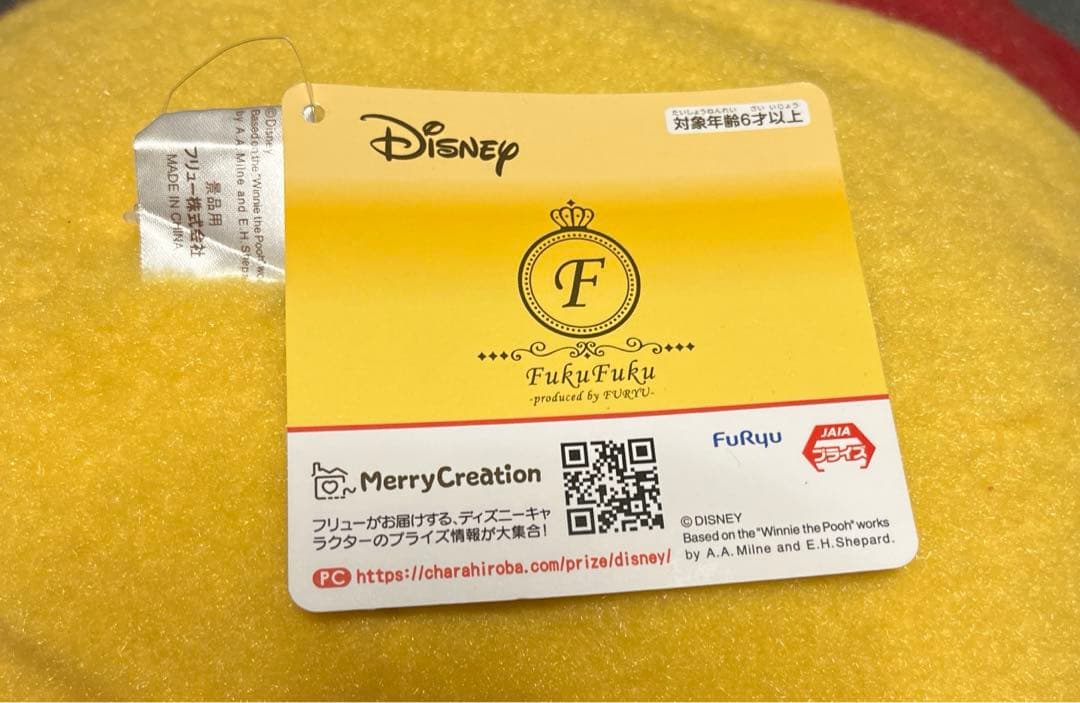 ©Disney
Based on the "Winnie the Pooh" works
by A.A. Milne and E.H. Shepard
景品用
フリュー株式会社
MADE IN CHINA
Disney
たいしょうねんれい さい いじょう
対象年齢6才以上
F
FukuFuku
-produced by FURYU-
MerryCreation
フリューがお届けする、ディズニーキャ
ラクターのプライズ情報が大集合!
PC https://charahiroba.com/prize/disney/
FuRyu
JAIA
プライズ
©DISNEY
Based on the "Winnie the Pooh" works
by A.A.Milne and E.H.Shepard.